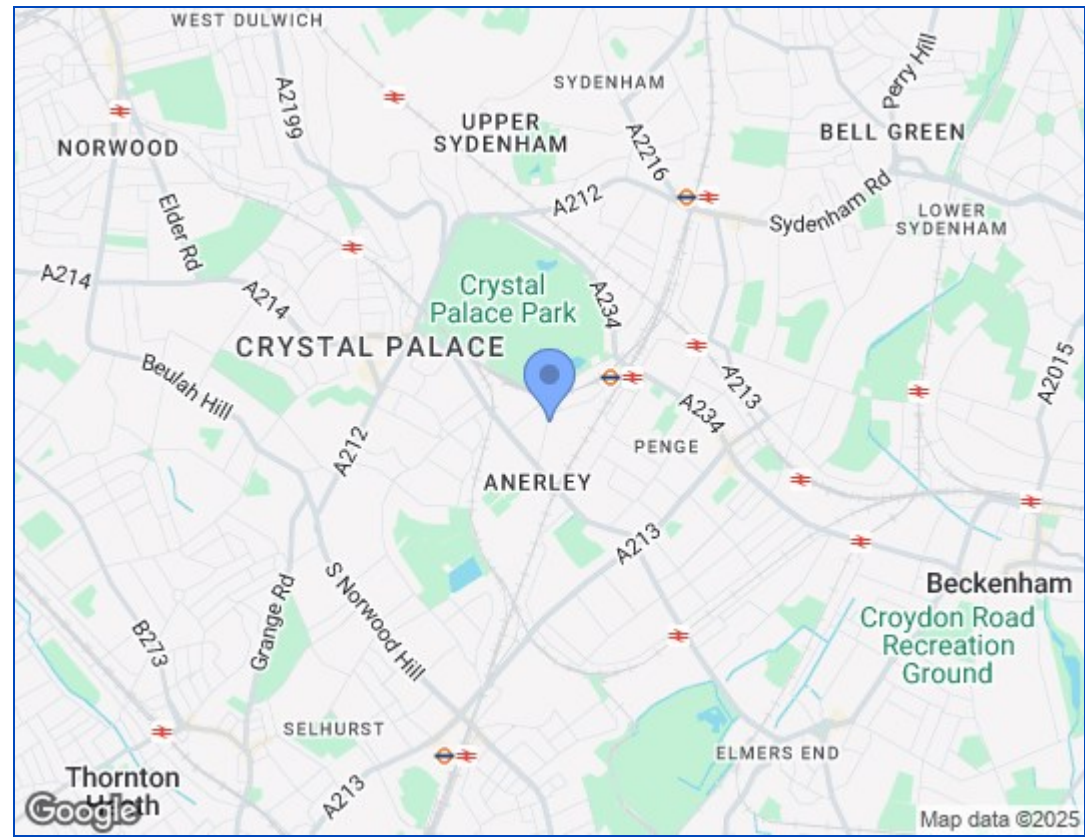 WEST DULWICH
SYDENHAM
Perry Hill
A2199
UPPER
SYDENHAM
A2216
BELL GREEN
NORWOOD
Elder Rd
A212
Sydenham Rd
LOWER
SYDENHAM
A214
A214
Crystal
Palace Park
A234
CRYSTAL PALACE
A2015
Beulah Hill
A213
A234
A212
PENGE
ANERLEY
A213
Beckenham
S Norwood Hill
Grange Rd
B273
Croydon Road
Recreation
Ground
SELHURST
ELMERS END
Thornton
Heath
A213
Google
Map data ©2025